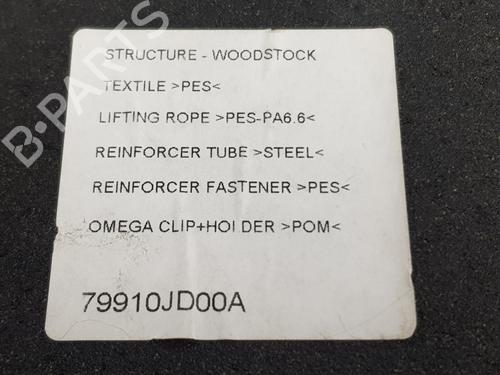 STRUCTURE - WOODSTOCK
TEXTILE >PES<
LIFTING ROPE >PES-PA6.6<
REINFORCER TUBE >STEEL<
REINFORCER FASTENER >PES<
OMEGA CLIP+HOLDER >POM<
79910JD00A
B-PARTS